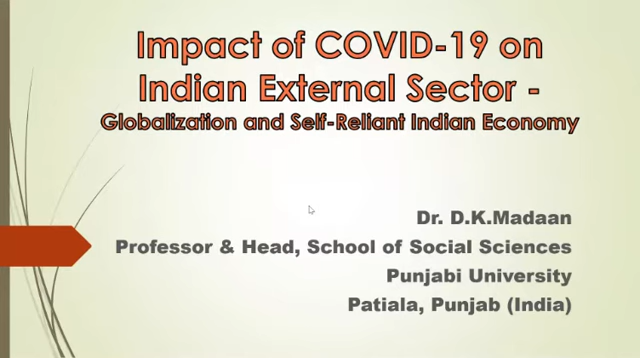 Impact of COVID-19 on
Indian External Sector -
Globalization and Self-Reliant Indian Economy
Dr. D.K.Madaan
Professor & Head, School of Social Sciences
Punjabi University
Patiala, Punjab (India)